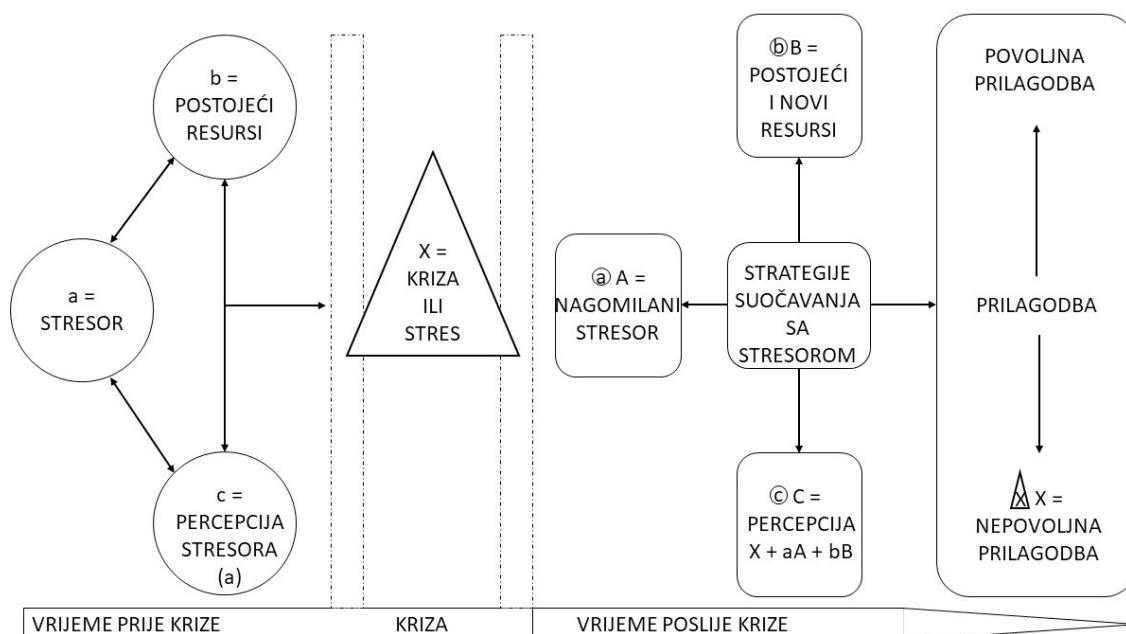 b =
POSTOJEĆI
RESURSI
a =
STRESOR
c =
PERCEPCIJA
STRESORA
(a)
X =
KRIZA
ILI
STRES
ⓑ B =
POSTOJEĆI
I NOVI
RESURSI
ⓐ A =
NAGOMILANI
STRESOR
STRATEGIJE
SUOČAVANJA
SA
STRESOROM
ⓒ C =
PERCEPCIJA
X + aA + bB
POVOLJNA
PRILAGODBA
PRILAGODBA
X X =
NEPOVOLJNA
PRILAGODBA
VRIJEME PRIJE KRIZE
KRIZA
VRIJEME POSLIJE KRIZE